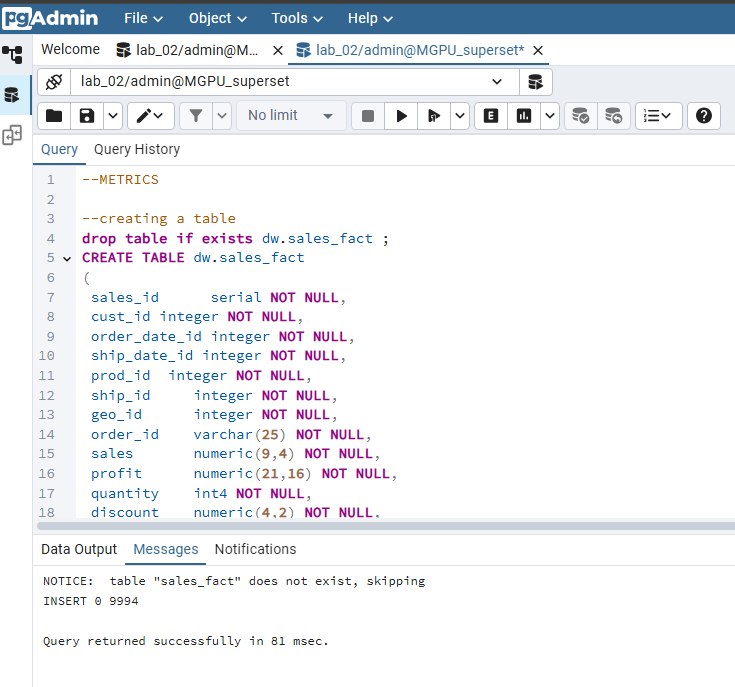 pgAdmin File Object Tools Help
Welcome lab_02/admin@M... lab_02/admin@MGPU_superset*
lab_02/admin@MGPU_superset
No limit
E
Query Query History
1 --METRICS
2
3 --creating a table
4 drop table if exists dw.sales_fact ;
5 CREATE TABLE dw.sales_fact
6 (
7 sales_id serial NOT NULL,
8 cust_id integer NOT NULL,
9 order_date_id integer NOT NULL,
10 ship_date_id integer NOT NULL,
11 prod_id integer NOT NULL,
12 ship_id integer NOT NULL,
13 geo_id integer NOT NULL,
14 order_id varchar(25) NOT NULL,
15 sales numeric(9,4) NOT NULL,
16 profit numeric(21,16) NOT NULL,
17 quantity int4 NOT NULL,
18 discount numeric(4,2) NOT NULL,
Data Output Messages Notifications
NOTICE: table "sales_fact" does not exist, skipping
INSERT 0 9994
Query returned successfully in 81 msec.